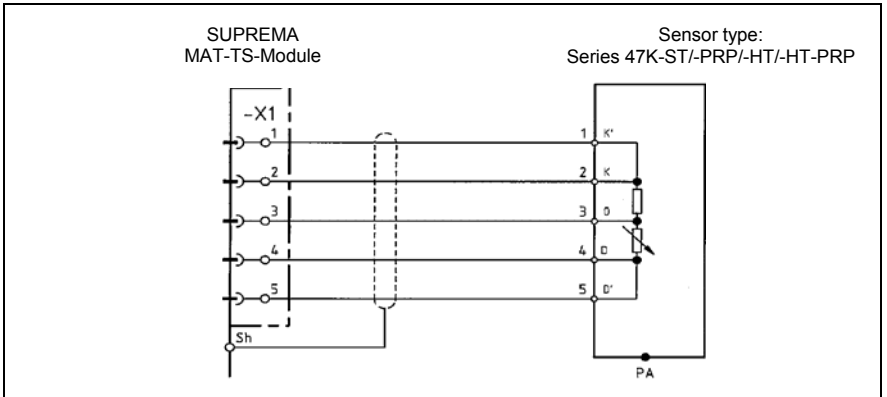 SUPREMA
MAT-TS-Module
Sensor type:
Series 47K-ST/-PRP/-HT/-HT-PRP
-X1
1
1
K'
2
2
K
3
3
D
4
4
D
5
5
D'
Sh
PA